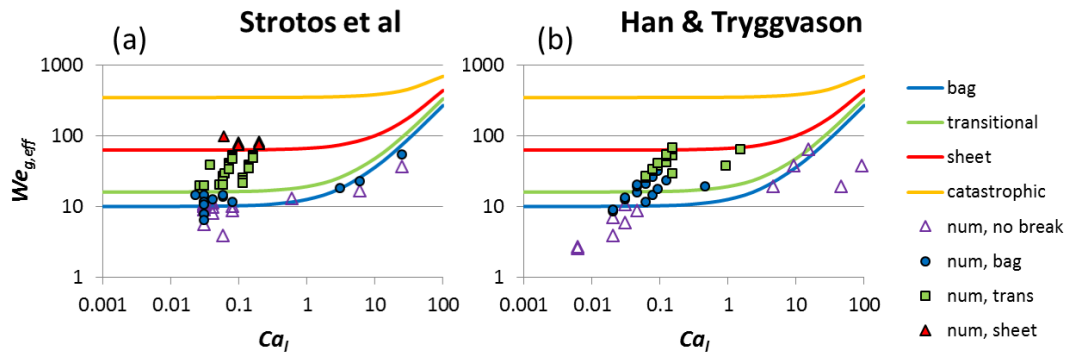 Strotos et al
Han & Tryggvason
(a)
(b)
We_{g,eff}
1000
100
10
1
0.001
0.01
0.1
1
10
100
Ca_l
1000
100
10
1
0.001
0.01
0.1
1
10
100
Ca_l
bag
transitional
sheet
catastrophic
num, no break
num, bag
num, trans
num, sheet